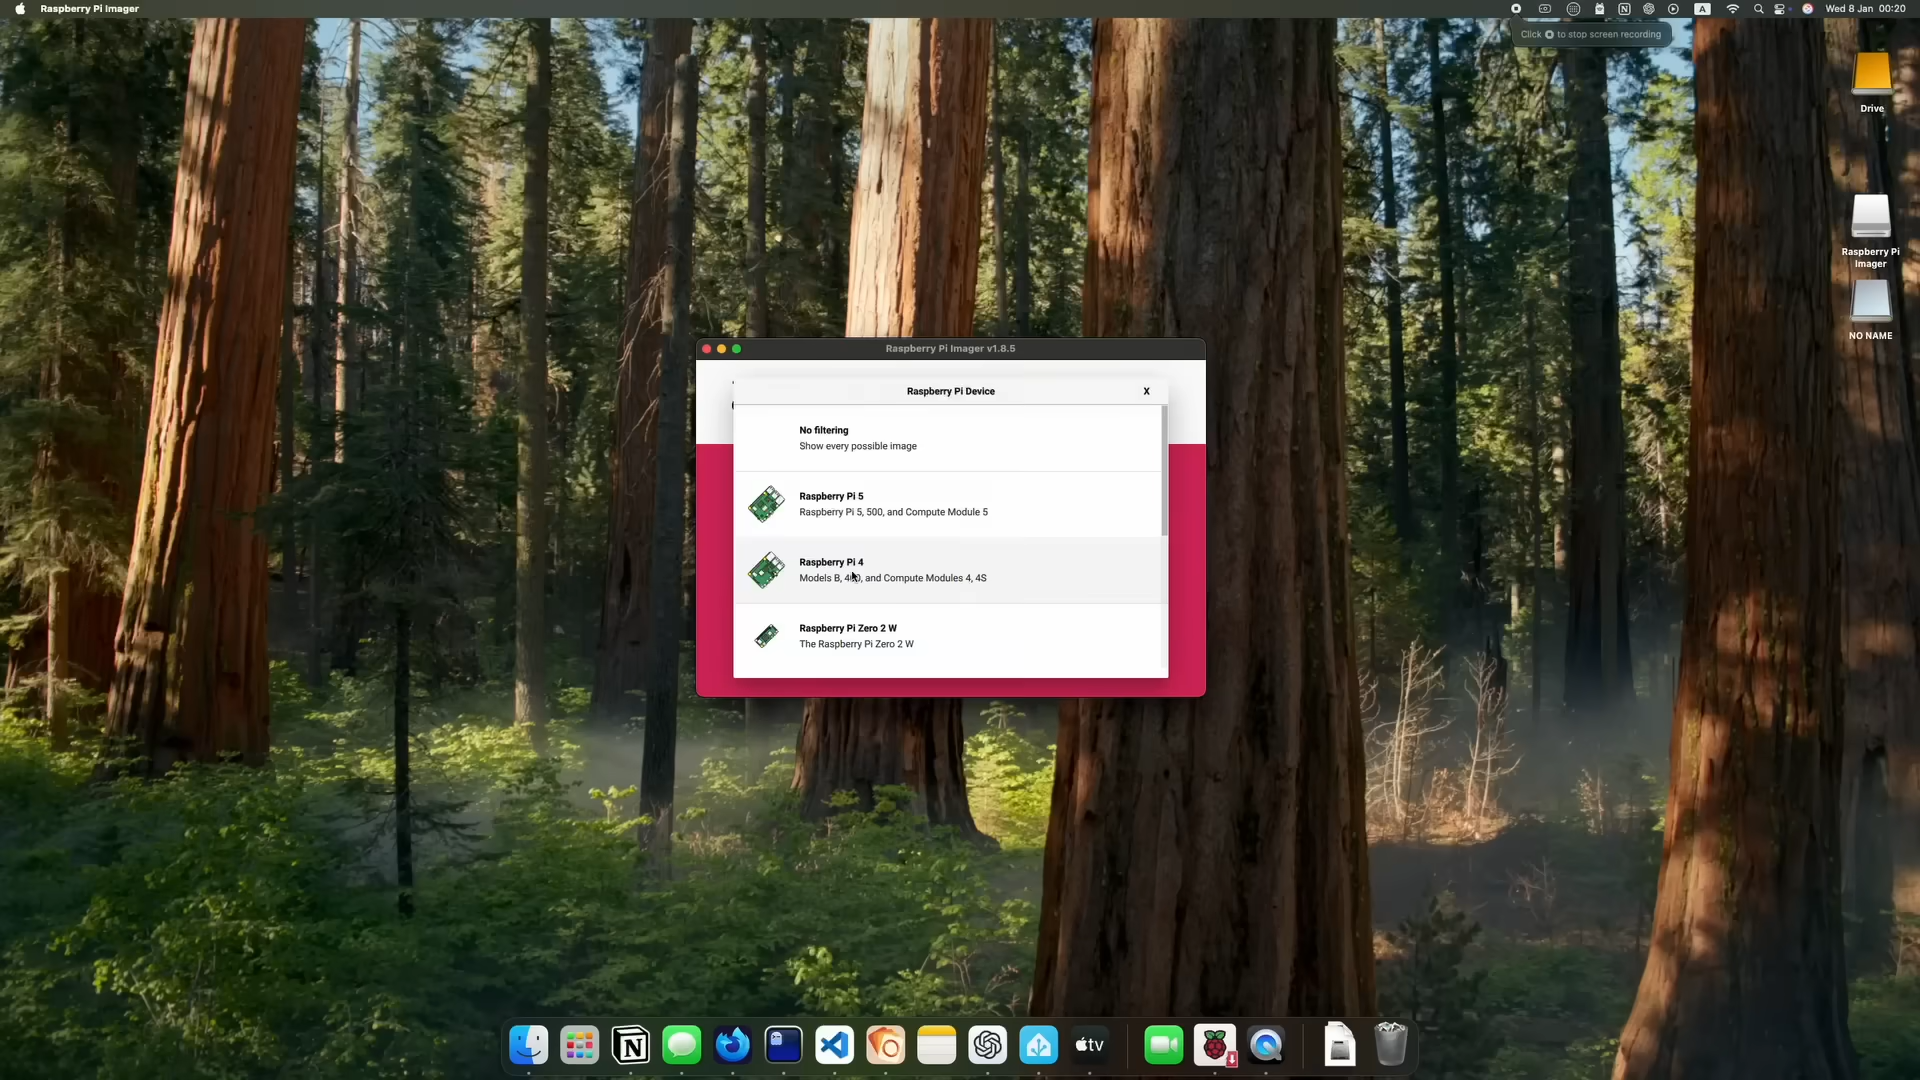 Raspberry Pi Imager
A
Wed 8 Jan 00:20
Click to stop screen recording
Drive
Raspberry Pi
Imager
NO NAME
Raspberry Pi Imager v1.8.5
Raspberry Pi Device
X
No filtering
Show every possible image
Raspberry Pi 5
Raspberry Pi 5, 500, and Compute Module 5
Raspberry Pi 4
Models B, and Compute Modules 4, 4S
Raspberry Pi Zero 2 W
The Raspberry Pi Zero 2 W
tv